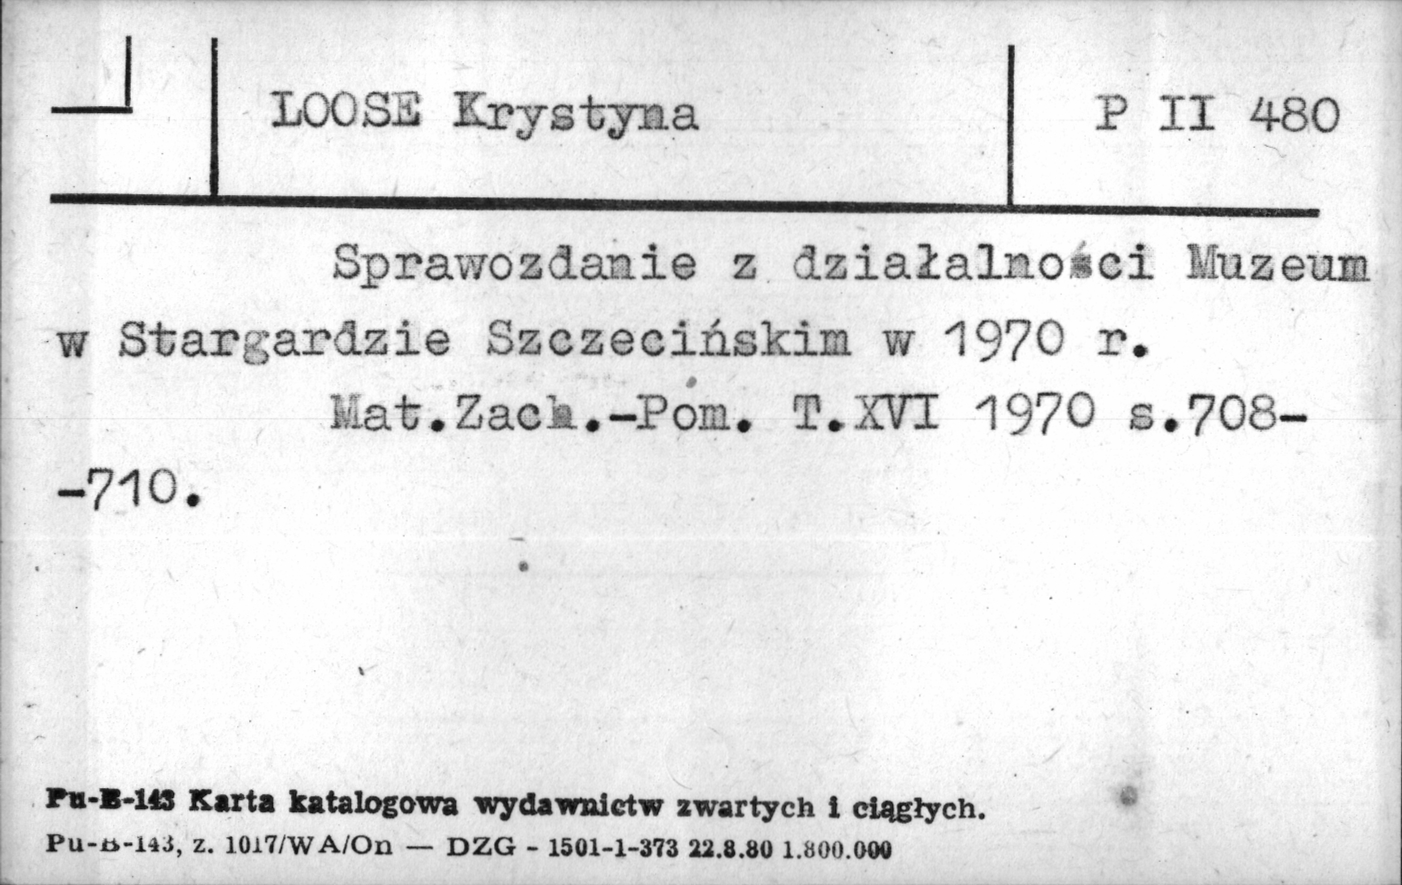 LOOSE Krystyna
P II 480
Sprawozdanie z działalności Muzeum
w Stargardzie Szczecińskim w 1970 r.
Mat.Zach.-Pom. T.XVI 1970 s.708-
-710.
Pu-B-143 Karta katalogowa wydawnictw zwartych i ciągłych.
Pu-B-143, z. 1017/WA/On — DZG - 1501-1-373 22.8.80 1.800.000